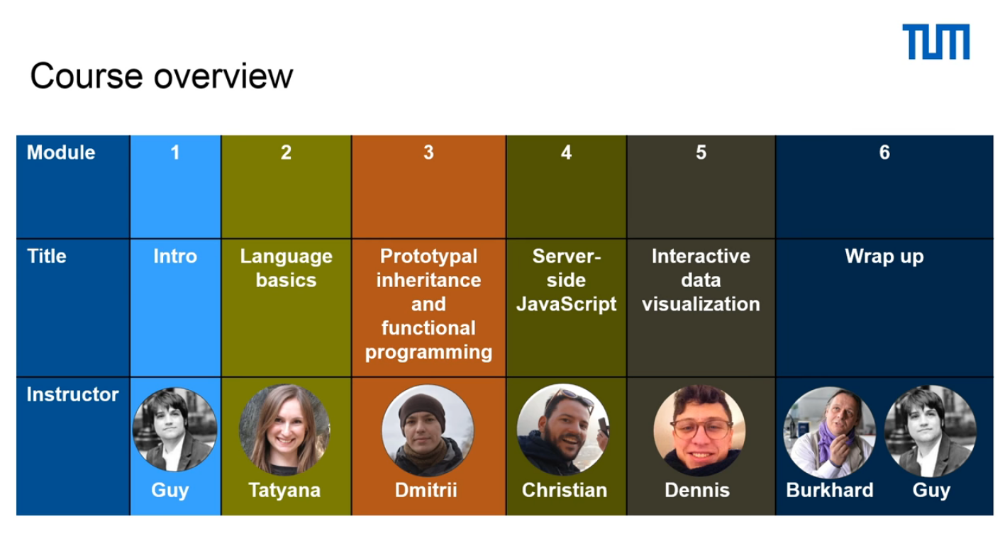 TUM
Course overview
Module 1 2 3 4 5 6
Title Intro Language Prototypal Server- Interactive Wrap up
basics inheritance side data
and JavaScript visualization
functional
programming
Instructor
Guy Tatyana Dmitrii Christian Dennis Burkhard Guy